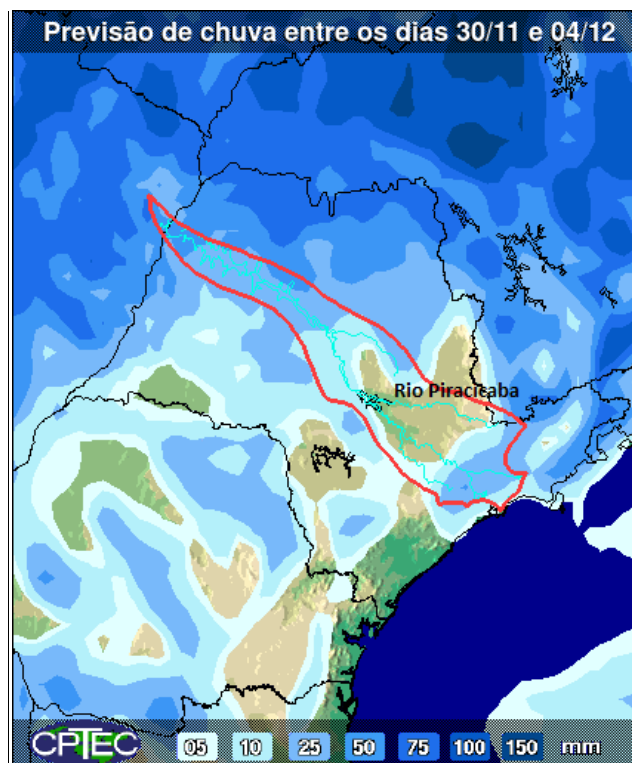 Previsão de chuva entre os dias 30/11 e 04/12
Rio Piracicaba
CPTEC 05 10 25 50 75 100 150 mm